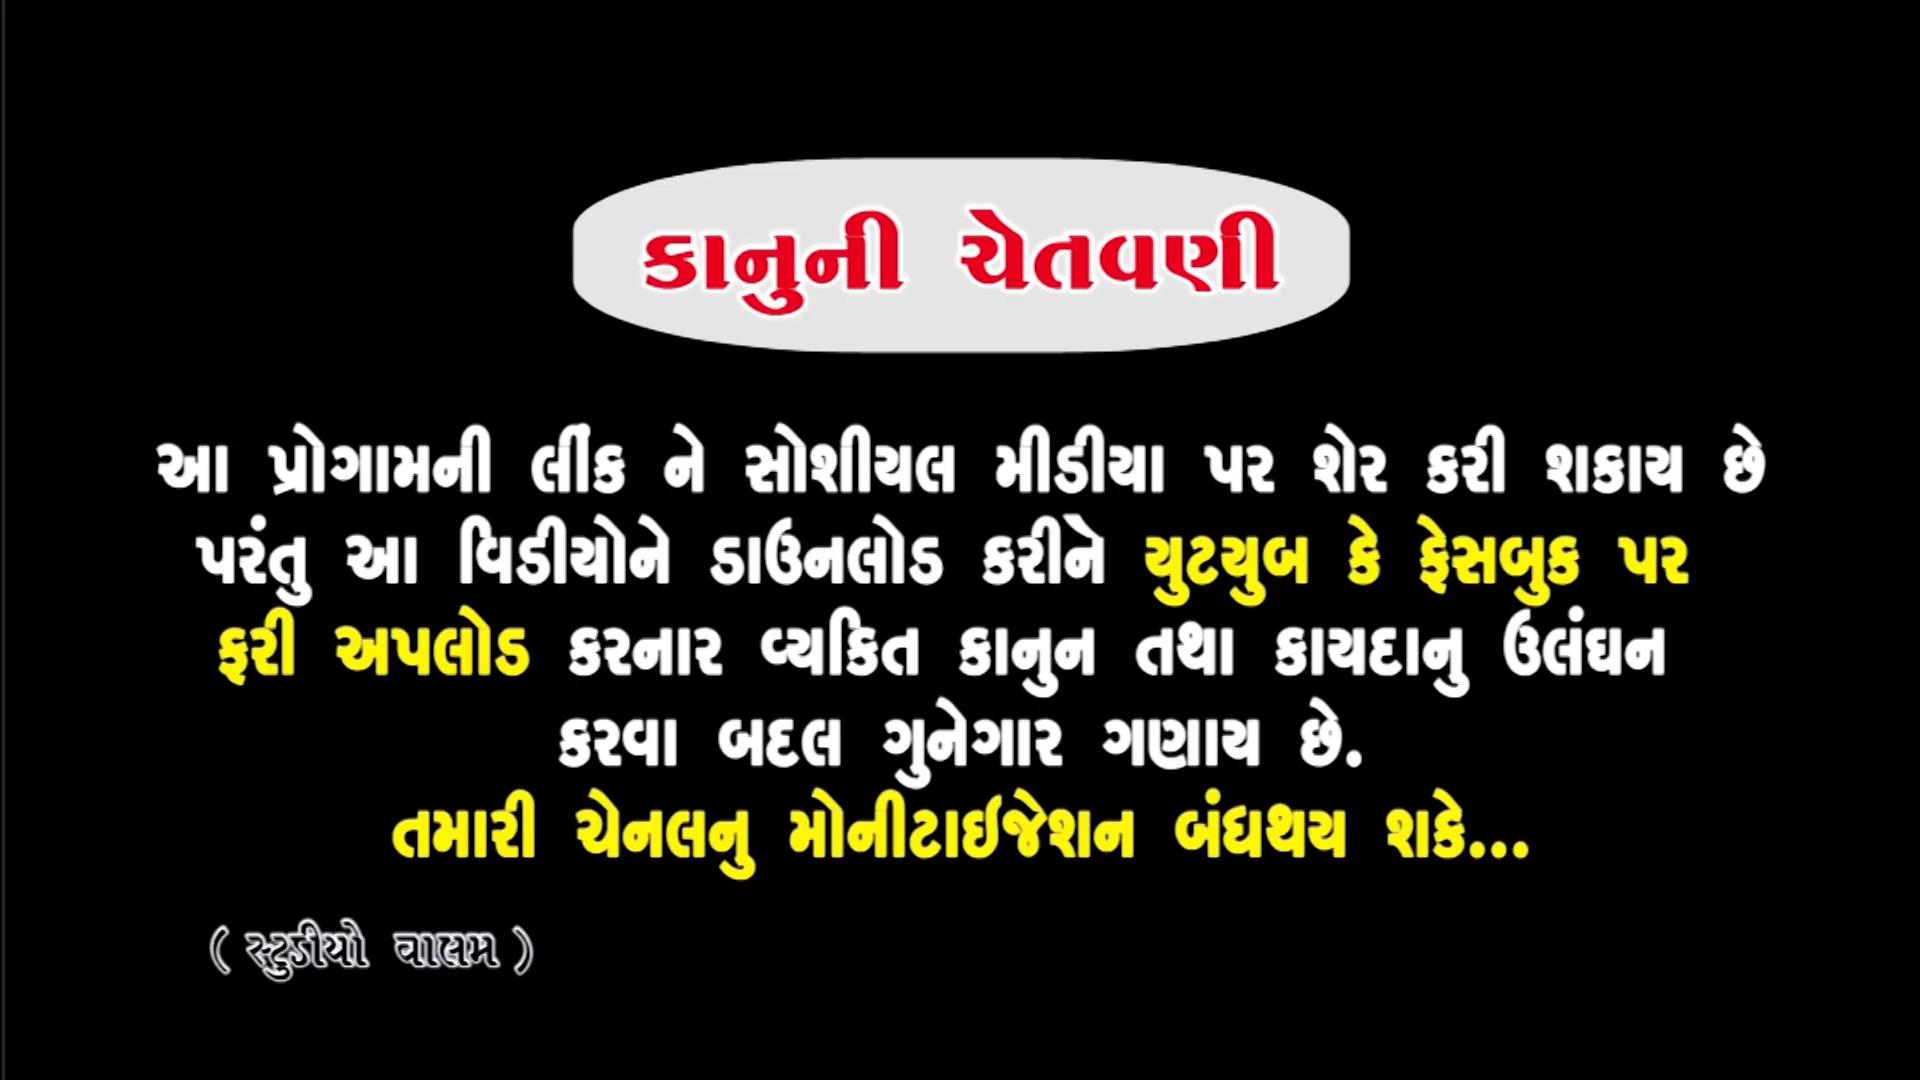 કાનુની ચેતવણી
આ પ્રોગામની લીંક ને સોશીયલ મીડીયા પર શેર કરી શકાય છે
પરંતુ આ વિડીયોને ડાઉનલોડ કરીને યુટયુબ કે ફેસબુક પર
ફરી અપલોડ કરનાર વ્યકિત કાનુન તથા કાયદાનુ ઉલંઘન
કરવા બદલ ગુનેગાર ગણાય છે.
તમારી ચેનલનુ મોનીટાઇજેશન બંધથય શકે...
( સ્ટુડીયો વાલમ )